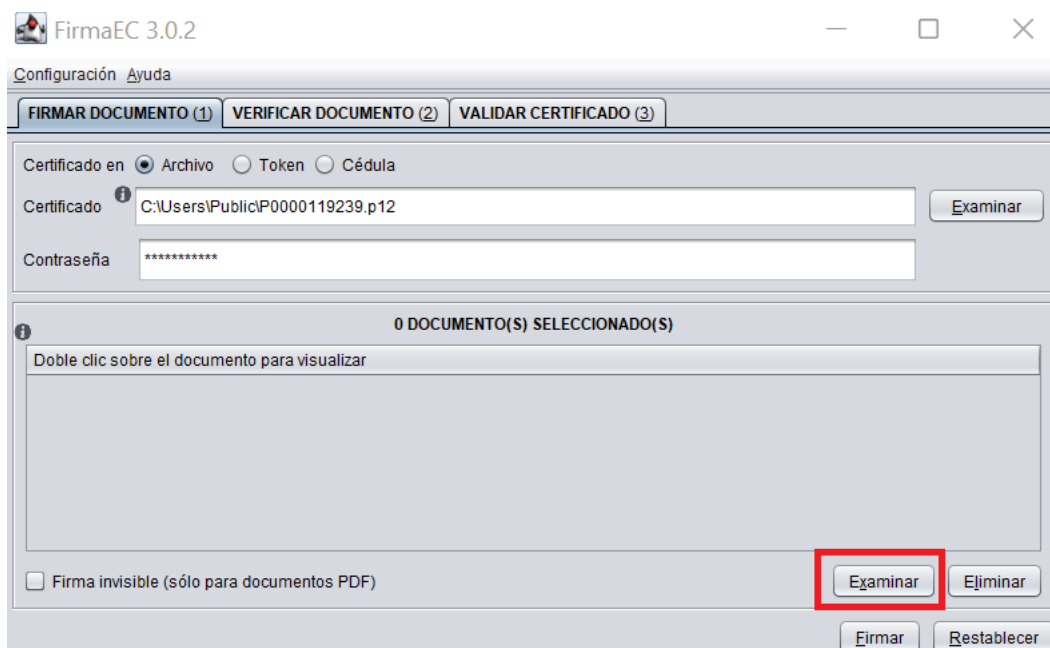 FirmaEC 3.0.2
Configuración Ayuda
FIRMAR DOCUMENTO (1) VERIFICAR DOCUMENTO (2) VALIDAR CERTIFICADO (3)
Certificado en Archivo Token Cédula
Certificado C:\Users\Public\P0000119239.p12 Examinar
Contraseña ***********
0 DOCUMENTO(S) SELECCIONADO(S)
Doble clic sobre el documento para visualizar
Firma invisible (sólo para documentos PDF) Examinar Eliminar
Firmar Restablecer